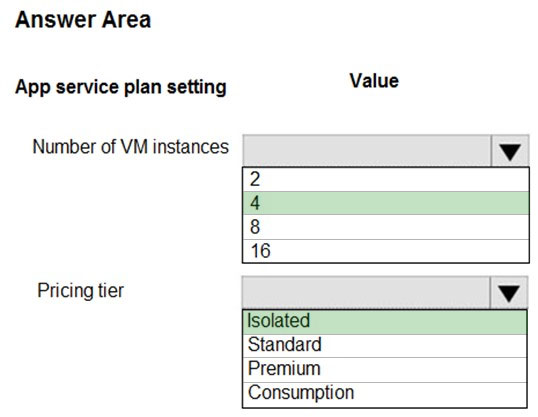 Answer Area
App service plan setting Value
Number of VM instances
2
4
8
16
Pricing tier
Isolated
Standard
Premium
Consumption